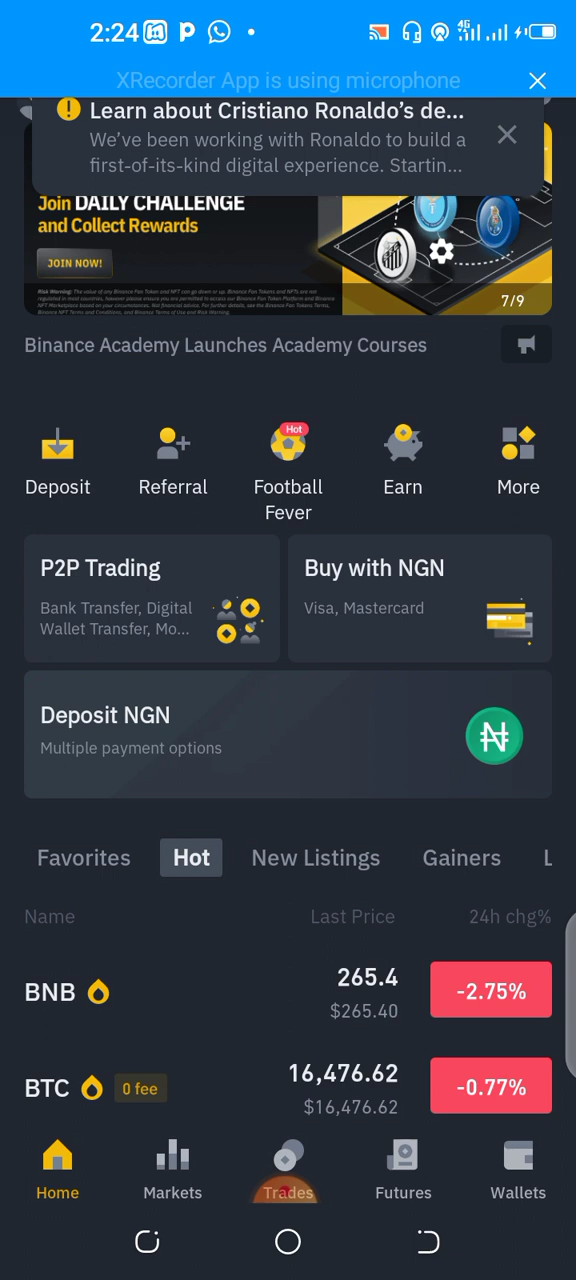 2:24
4G
XRecorder App is using microphone
Learn about Cristiano Ronaldo's de...
We've been working with Ronaldo to build a
first-of-its-kind digital experience. Startin...
Join DAILY CHALLENGE
and Collect Rewards
JOIN NOW!
7/9
Binance Academy Launches Academy Courses
Hot
Deposit
Referral
Football
Fever
Earn
More
P2P Trading
Bank Transfer, Digital
Wallet Transfer, Mo...
Buy with NGN
Visa, Mastercard
Deposit NGN
Multiple payment options
Favorites Hot New Listings Gainers L
Name Last Price 24h chg%
BNB 265.4 -2.75%
$265.40
BTC 0 fee 16,476.62 -0.77%
$16,476.62
Home Markets Trades Futures Wallets